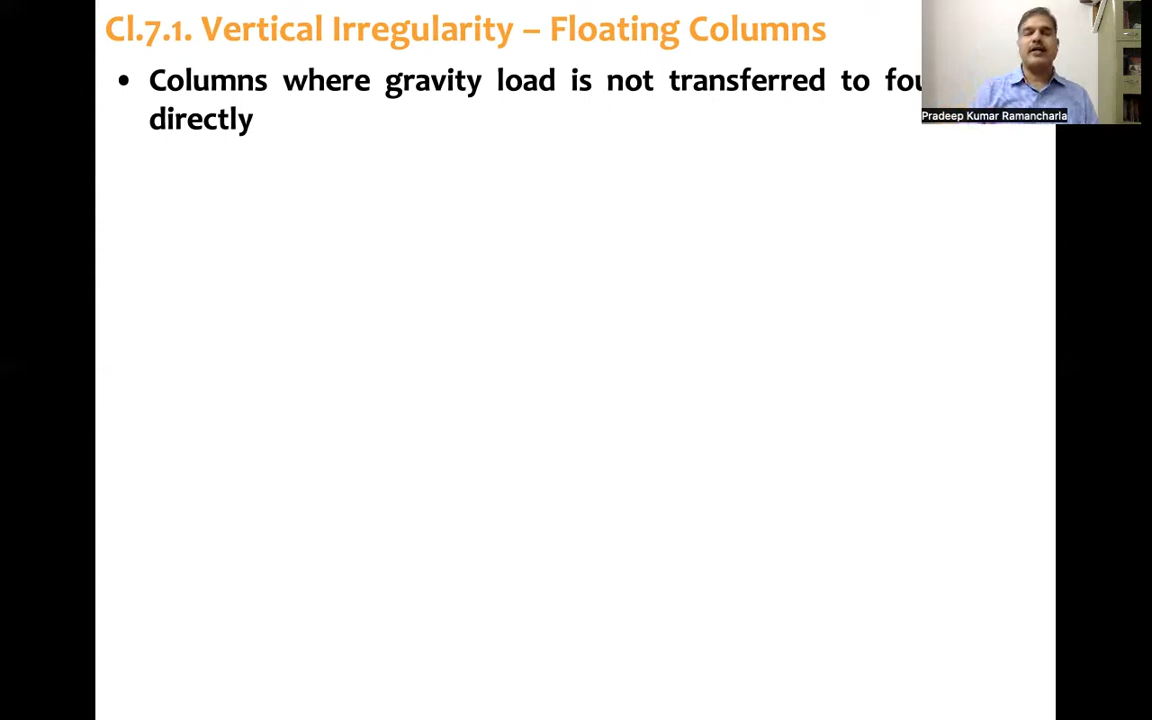 Cl.7.1. Vertical Irregularity – Floating Columns
• Columns where gravity load is not transferred to
directly
Pradeep Kumar Ramancharla